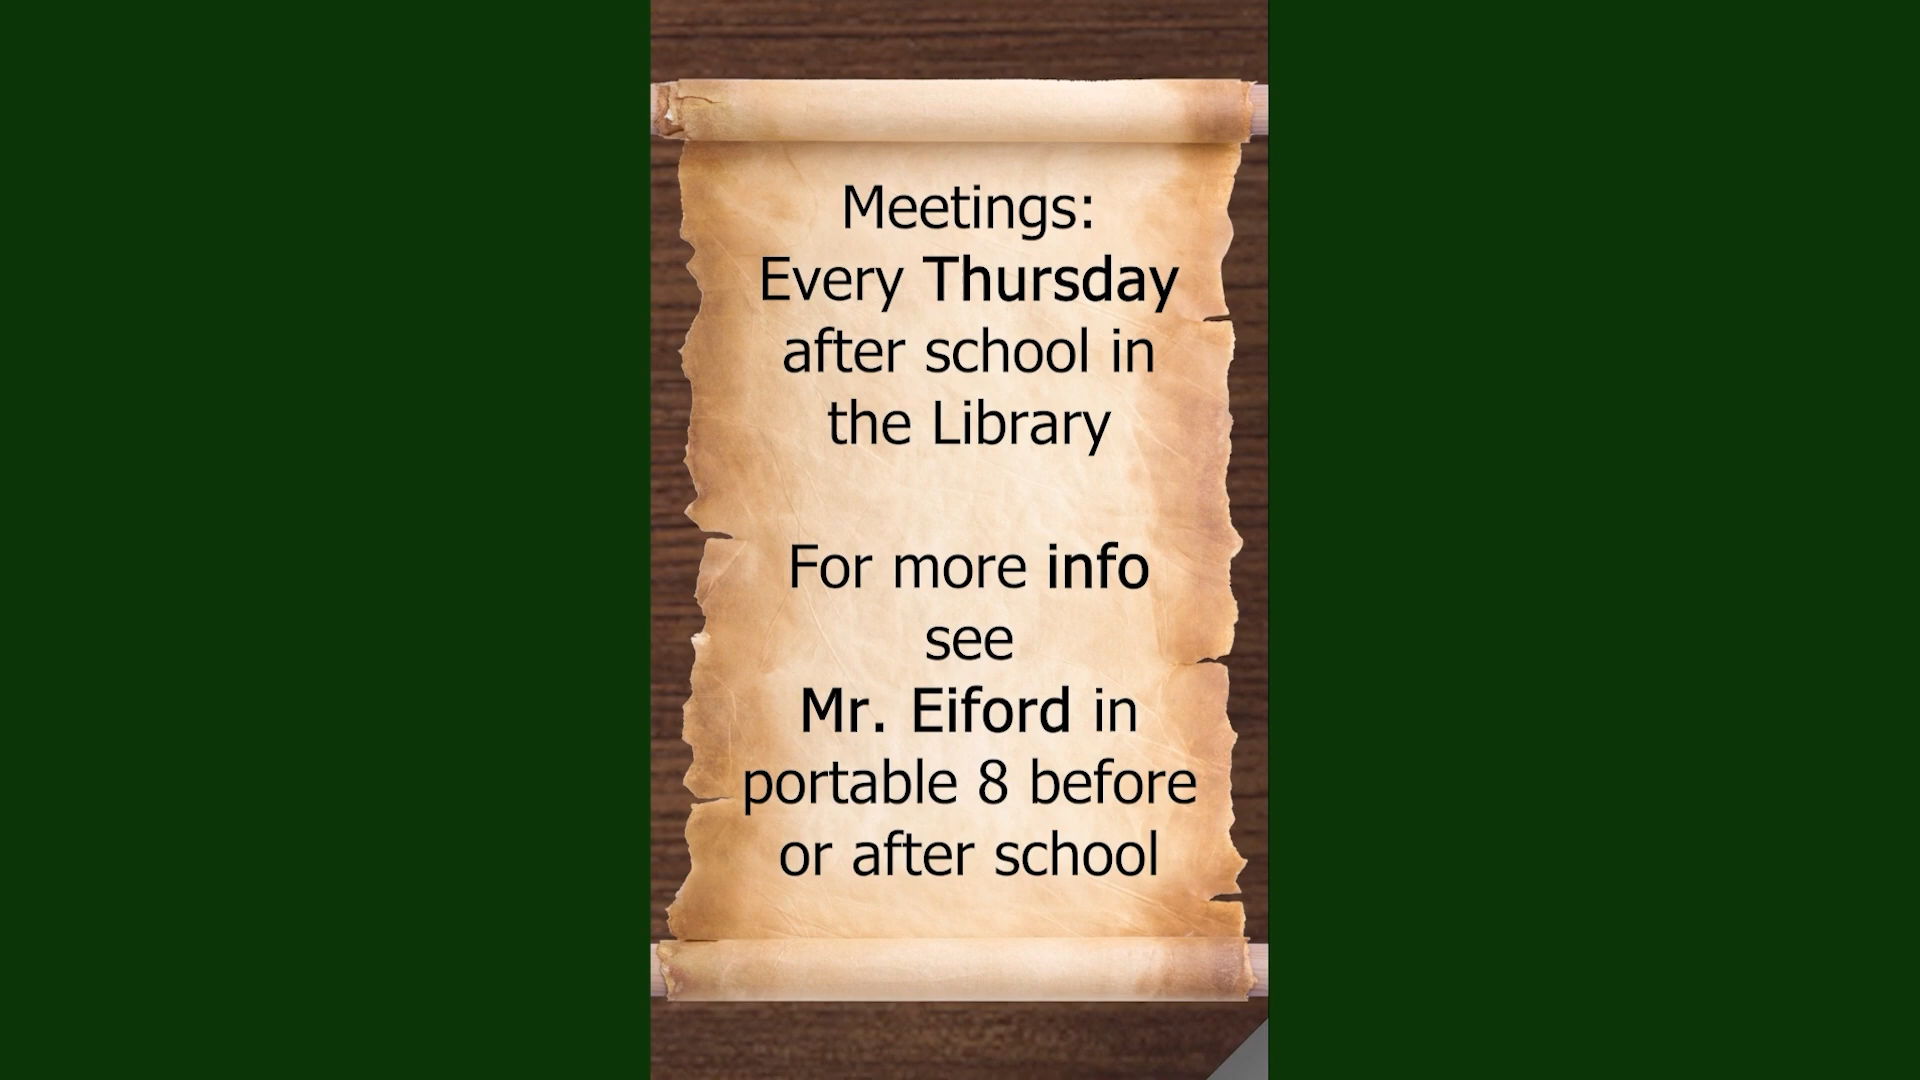 Meetings:
Every Thursday
after school in
the Library
For more info
see
Mr. Eiford in
portable 8 before
or after school